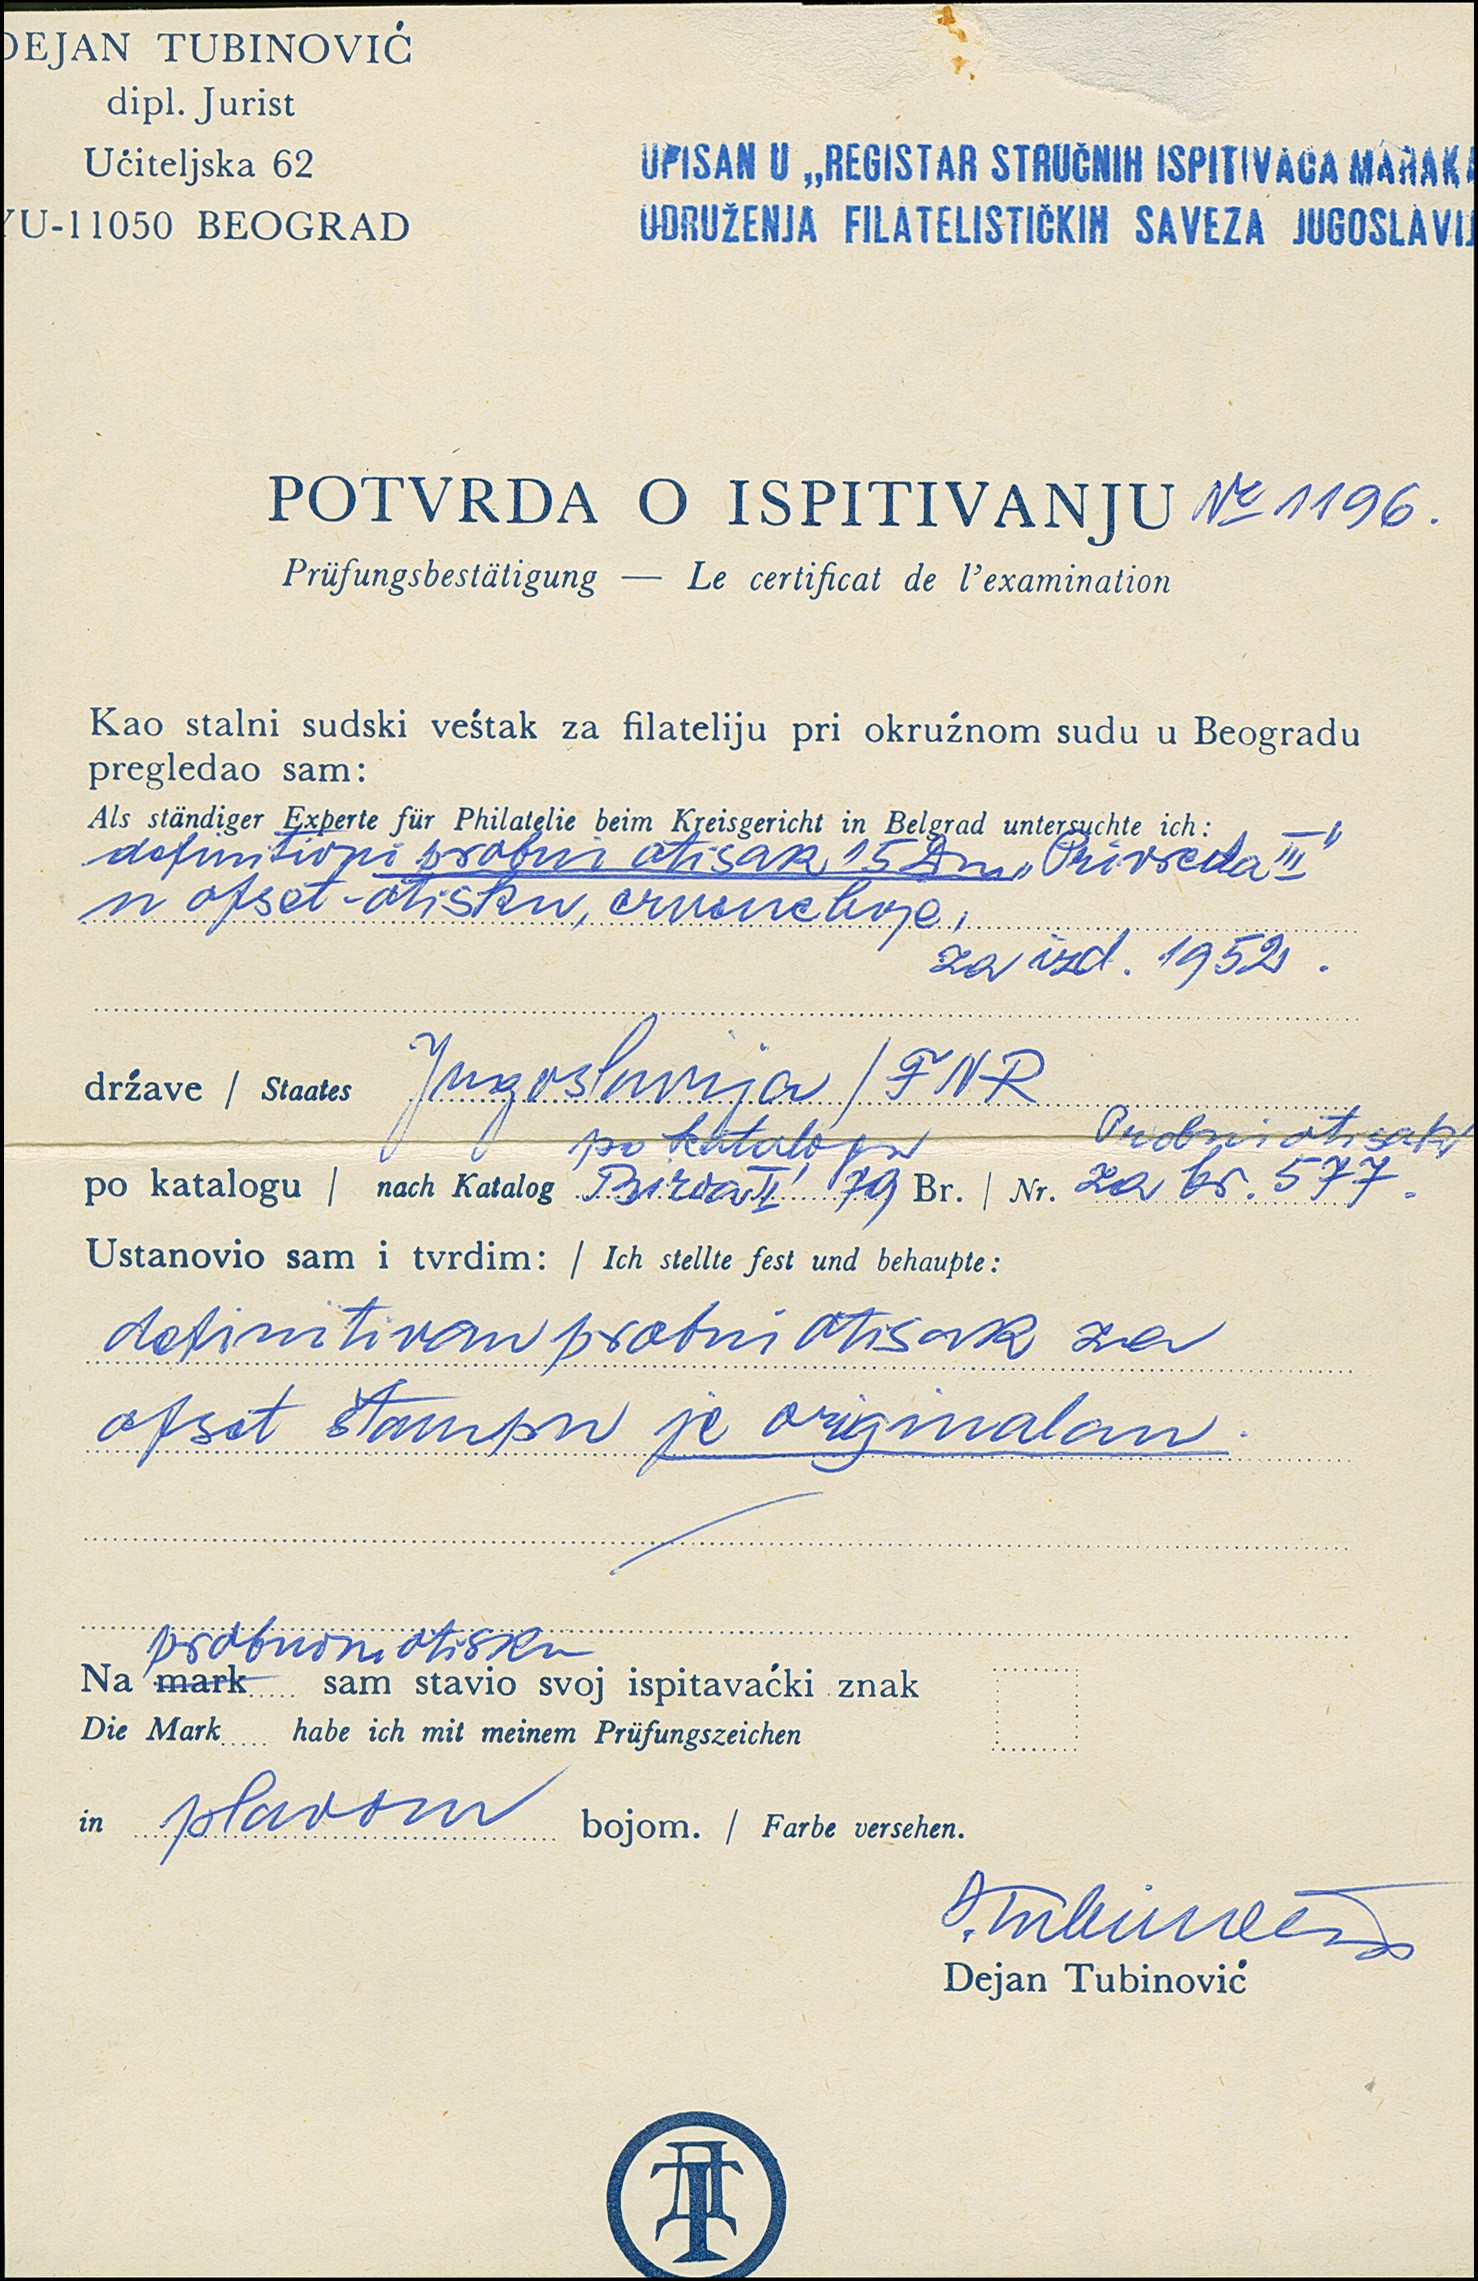 DEJAN TUBINOVIĆ
dipl. Jurist
Učiteljska 62
YU-11050 BEOGRAD
UPISAN U „REGISTAR STRUČNIH ISPITIVAČA MARAKA
UDRUŽENJA FILATELISTIČKIH SAVEZA JUGOSLAVIJ
POTVRDA O ISPITIVANJU № 1196.
Prüfungsbestätigung — Le certificat de l'examination
Kao stalni sudski veštak za filateliju pri okružnom sudu u Beogradu
pregledao sam:
Als ständiger Experte für Philatelie beim Kreisgericht in Belgrad untersuchte ich:
definitivni probni otisak 15 Din „Privreda III"
u ofset-otisku, crvene boje,
za izd. 1952.
države / Staates Jugoslavija / FNR
po katalogu Probni otisak
po katalogu / nach Katalog 79 Br. / Nr. za br. 577.
Ustanovio sam i tvrdim: / Ich stellte fest und behaupte:
definitivan probni otisak za
ofset štampu je originalan.
probnom otisku
Na mark..... sam stavio svoj ispitavaćki znak
Die Mark..... habe ich mit meinem Prüfungszeichen
in plavom bojom. / Farbe versehen.
D. Tubinović
Dejan Tubinović